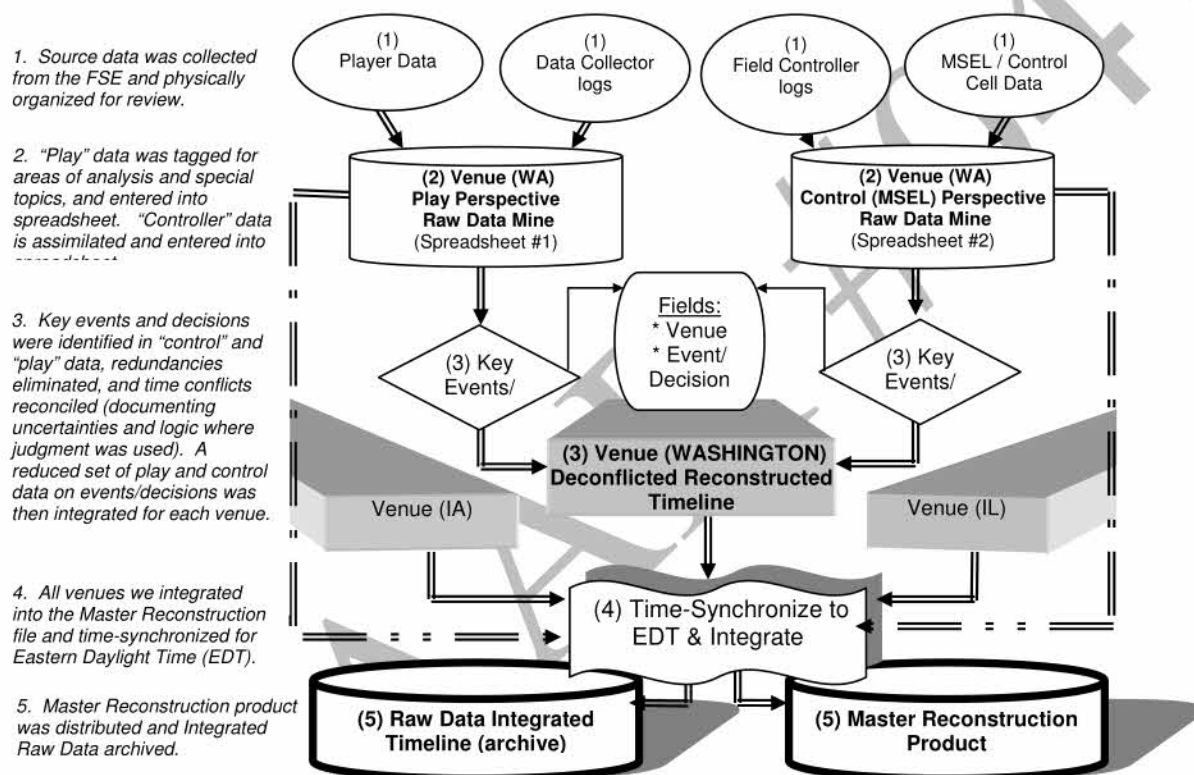 1. Source data was collected
from the FSE and physically
organized for review.
2. “Play” data was tagged for
areas of analysis and special
topics, and entered into
spreadsheet. “Controller” data
is assimilated and entered into
3. Key events and decisions
were identified in “control” and
“play” data, redundancies
eliminated, and time conflicts
reconciled (documenting
uncertainties and logic where
judgment was used). A
reduced set of play and control
data on events/decisions was
then integrated for each venue.
4. All venues we integrated
into the Master Reconstruction
file and time-synchronized for
Eastern Daylight Time (EDT).
5. Master Reconstruction product
was distributed and Integrated
Raw Data archived.
(1)
Player Data
(1)
Data Collector
logs
(1)
Field Controller
logs
(1)
MSEL / Control
Cell Data
(2) Venue (WA)
Play Perspective
Raw Data Mine
(Spreadsheet #1)
(2) Venue (WA)
Control (MSEL) Perspective
Raw Data Mine
(Spreadsheet #2)
(3) Key
Events/
Fields:
* Venue
* Event/
Decision
(3) Key
Events/
Venue (IA)
(3) Venue (WASHINGTON)
Deconflicted Reconstructed
Timeline
Venue (IL)
(4) Time-Synchronize to
EDT & Integrate
(5) Raw Data Integrated
Timeline (archive)
(5) Master Reconstruction
Product